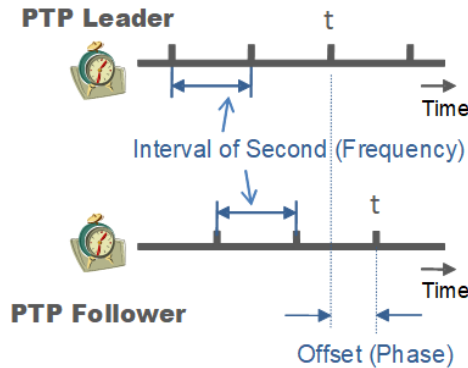 PTP Leader
t
Time
Interval of Second (Frequency)
t
Time
PTP Follower
Offset (Phase)